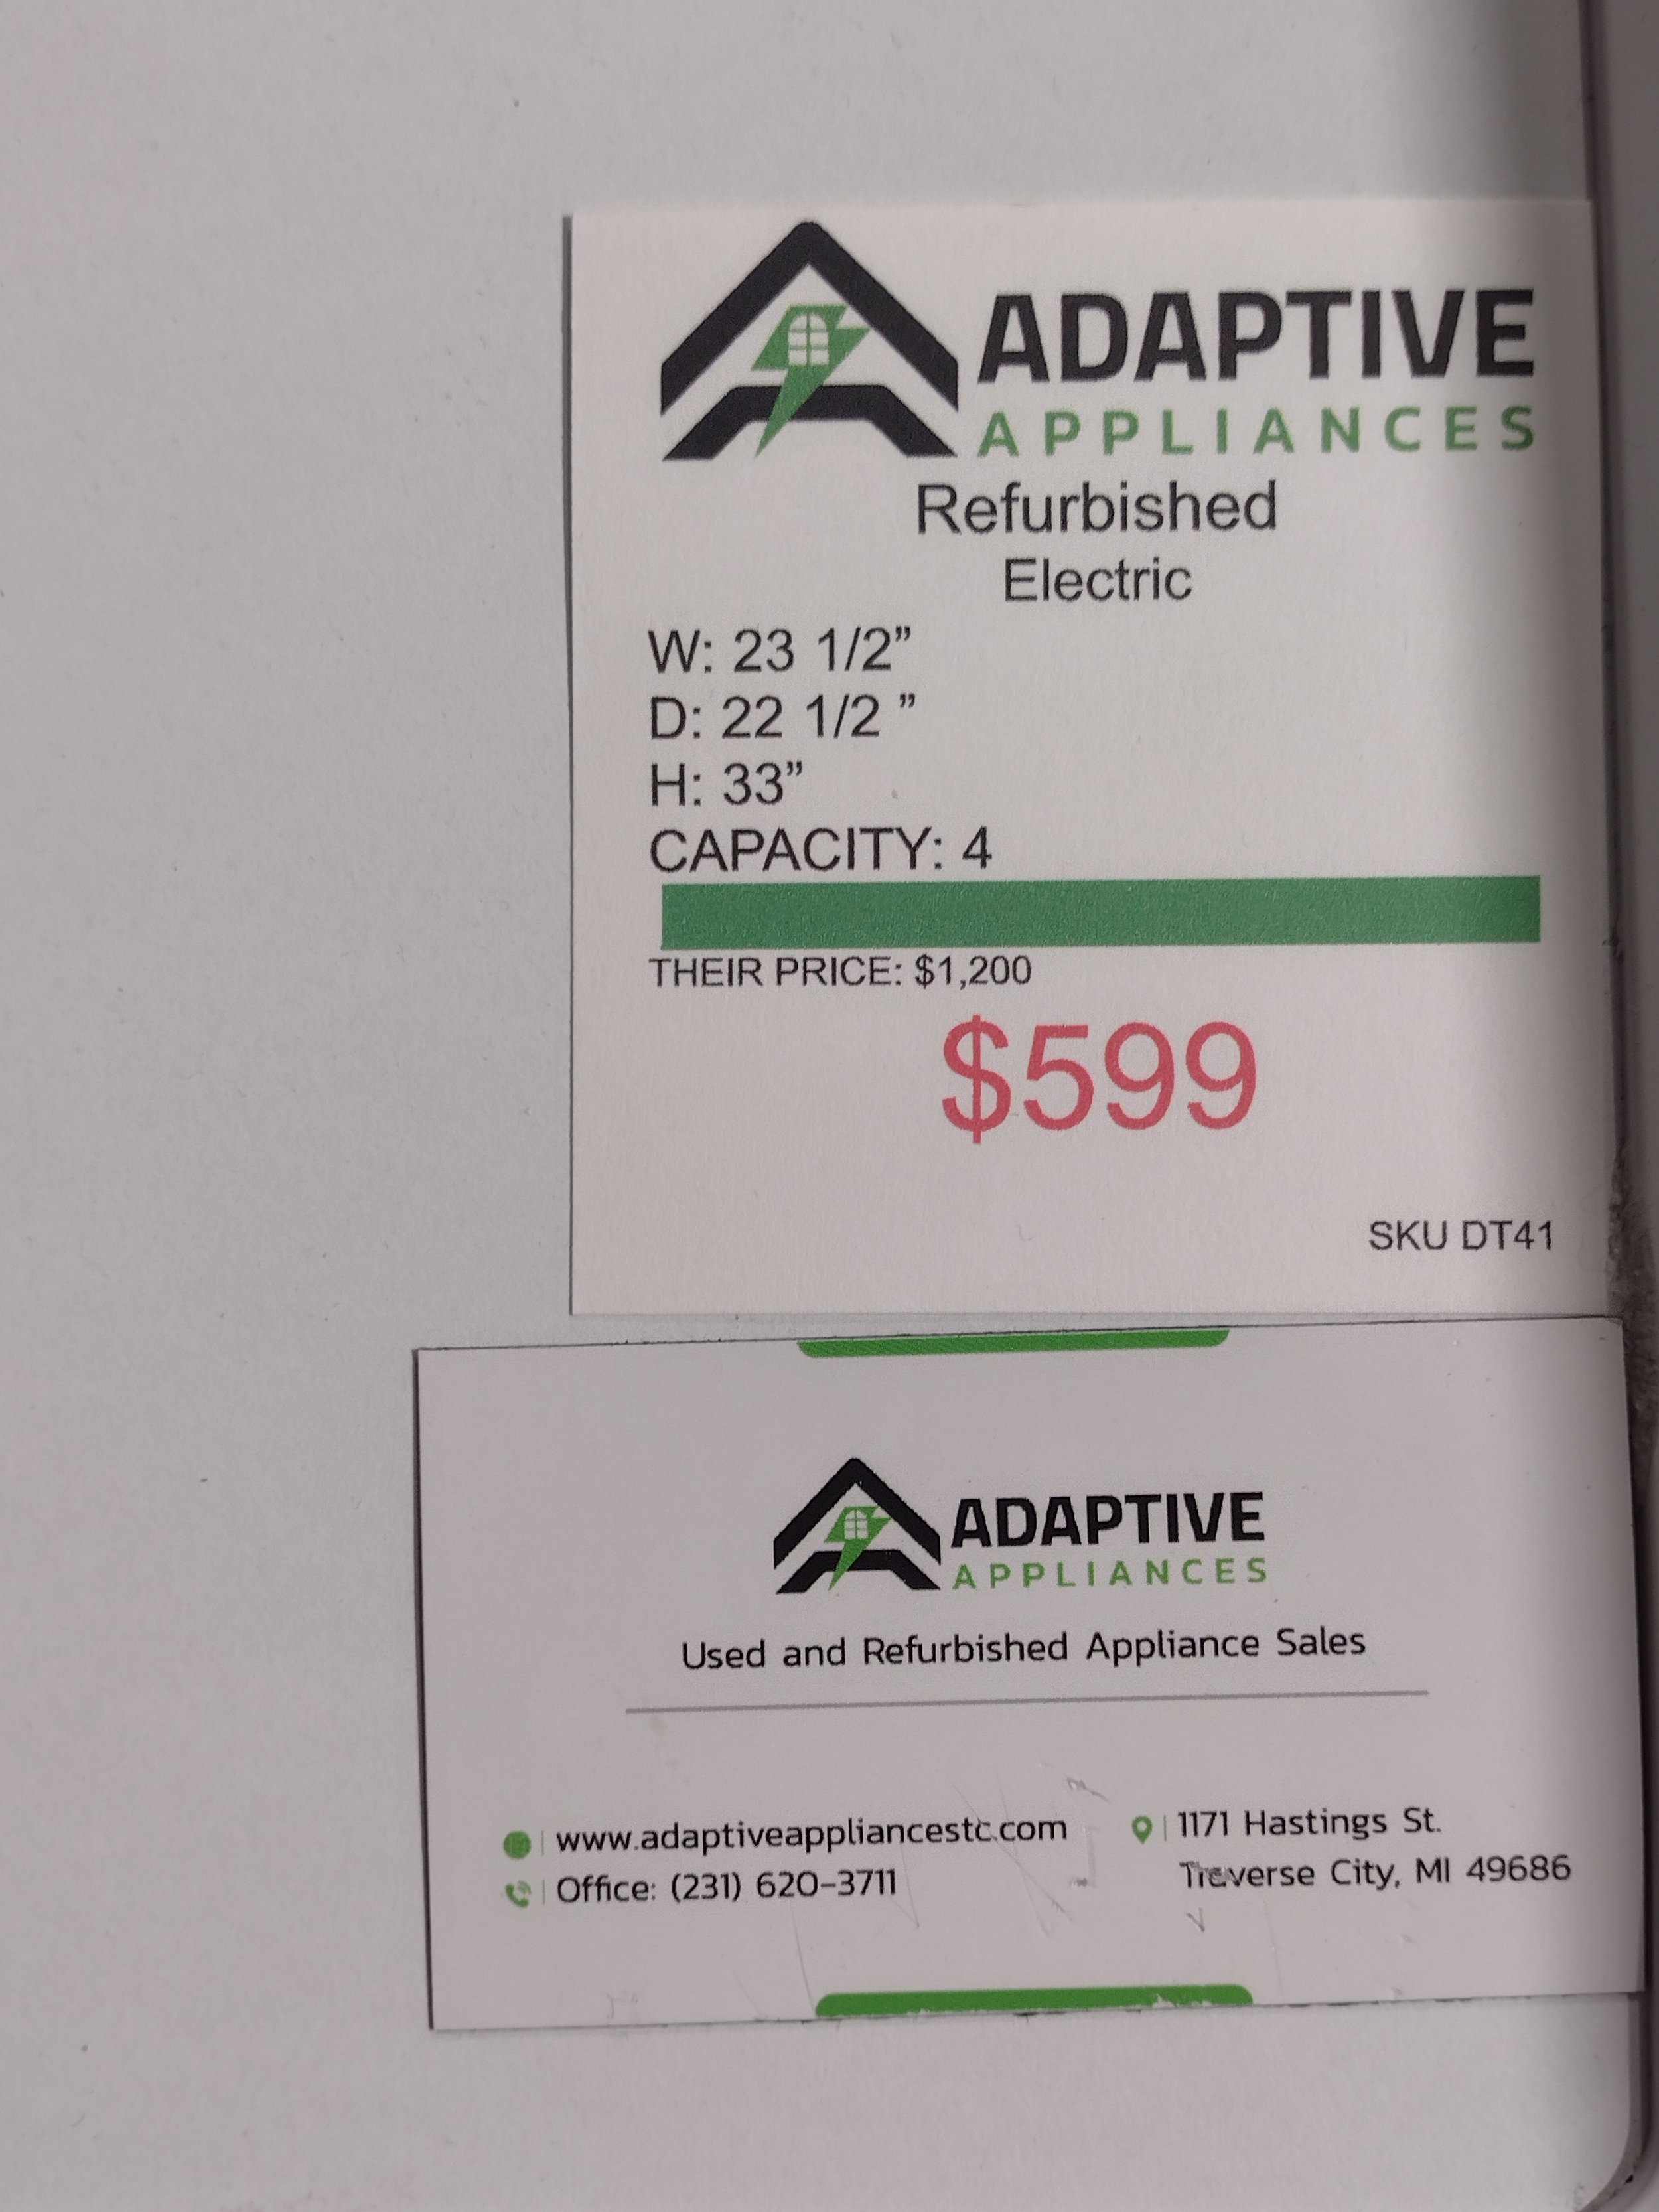 ADAPTIVE
APPLIANCES
Refurbished
Electric
W: 23 1/2”
D: 22 1/2 ”
H: 33”
CAPACITY: 4
THEIR PRICE: $1,200
$599
SKU DT41
ADAPTIVE
APPLIANCES
Used and Refurbished Appliance Sales
www.adaptiveappliancestc.com
Office: (231) 620-3711
1171 Hastings St.
Traverse City, MI 49686